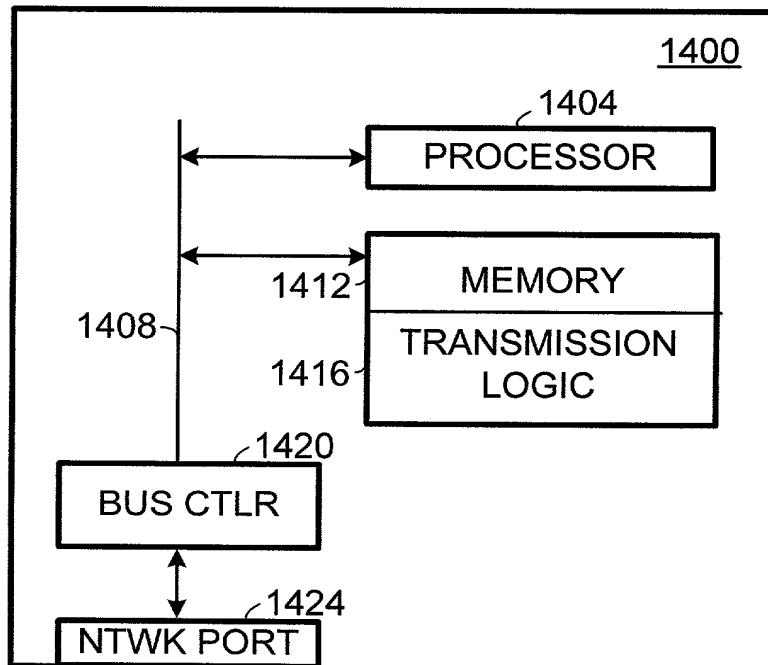 1400
1404
PROCESSOR
1412
MEMORY
1408
1416
TRANSMISSION
LOGIC
1420
BUS CTLR
1424
NTWK PORT